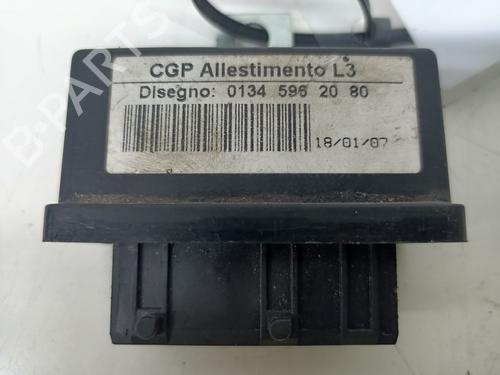 CGP Allestimento L3
Disegno: 0134 596 20 80
18/01/07
B-PARTS